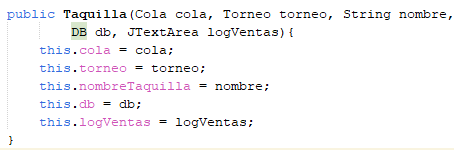 public Taquilla(Cola cola, Torneo torneo, String nombre,
DB db, JTextArea logVentas){
this.cola = cola;
this.torneo = torneo;
this.nombreTaquilla = nombre;
this.db = db;
this.logVentas = logVentas;
}